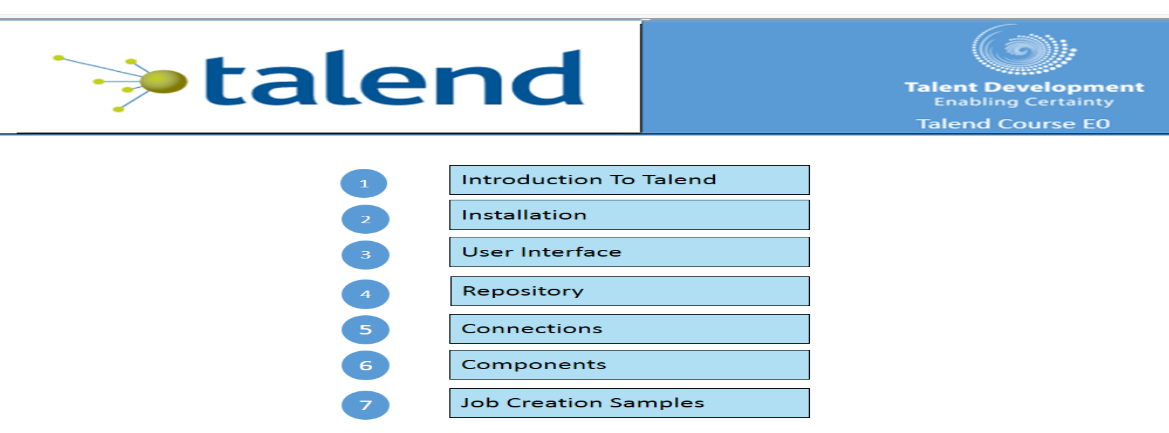 talend
Talent Development
Enabling Certainty
Talend Course E0
1 Introduction To Talend
2 Installation
3 User Interface
4 Repository
5 Connections
6 Components
7 Job Creation Samples